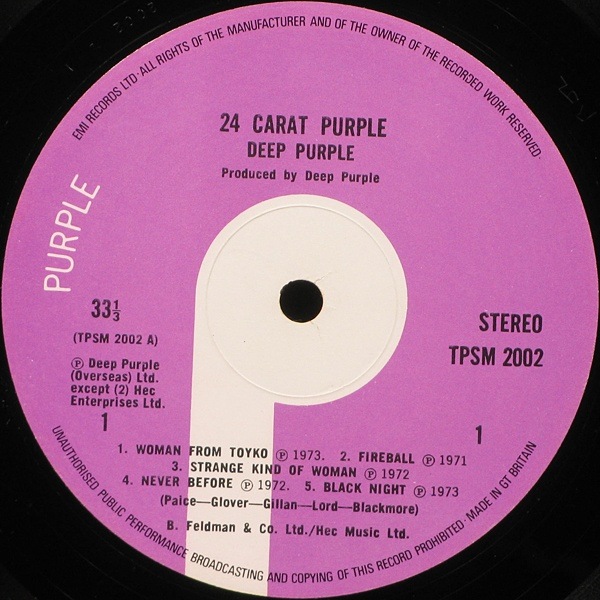 EMI RECORDS LTD·ALL RIGHTS OF THE MANUFACTURER AND OF THE OWNER OF THE RECORDED WORK RESERVED·
24 CARAT PURPLE
DEEP PURPLE
Produced by Deep Purple
PURPLE
33⅓
(TPSM 2002 A)
STEREO
TPSM 2002
Ⓟ Deep Purple
(Overseas) Ltd.
except (2) Hec
Enterprises Ltd.
1
1
1. WOMAN FROM TOYKO Ⓟ 1973. 2. FIREBALL Ⓟ 1971
3. STRANGE KIND OF WOMAN Ⓟ 1972
4. NEVER BEFORE Ⓟ 1972. 5. BLACK NIGHT Ⓟ 1973
(Paice—Glover—Gillan—Lord—Blackmore)
B. Feldman & Co. Ltd./Hec Music Ltd.
UNAUTHORISED PUBLIC PERFORMANCE BROADCASTING AND COPYING OF THIS RECORD PROHIBITED·MADE IN GT BRITAIN